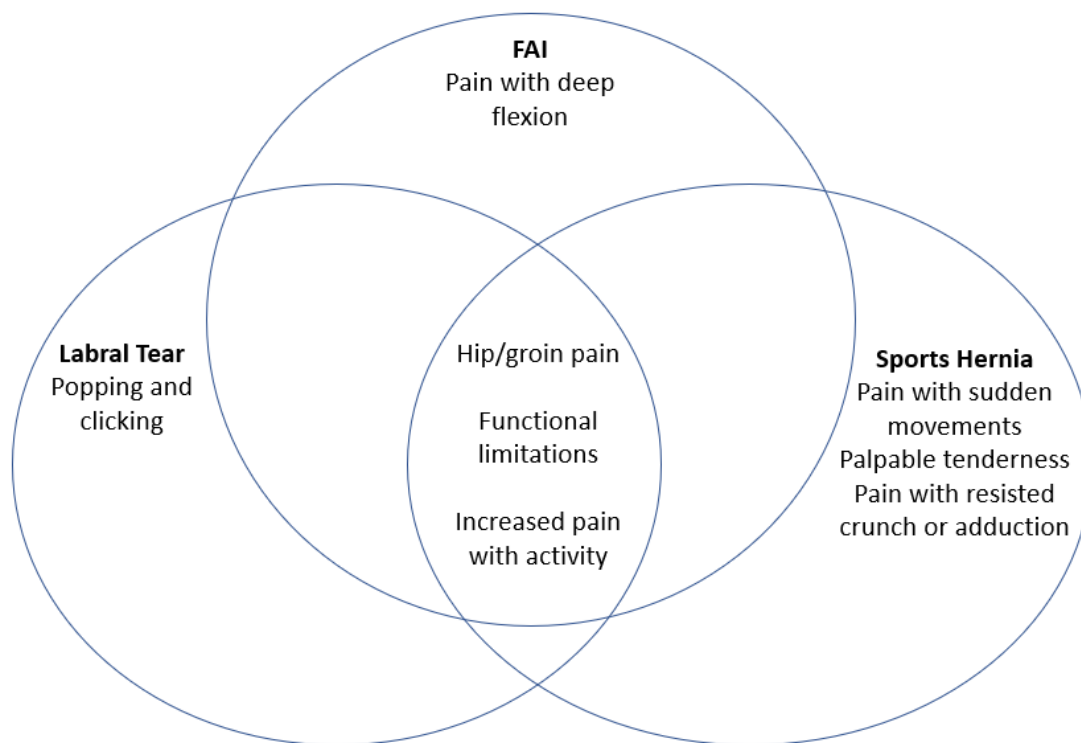 FAI
Pain with deep
flexion
Labral Tear
Popping and
clicking
Hip/groin pain
Functional
limitations
Increased pain
with activity
Sports Hernia
Pain with sudden
movements
Palpable tenderness
Pain with resisted
crunch or adduction